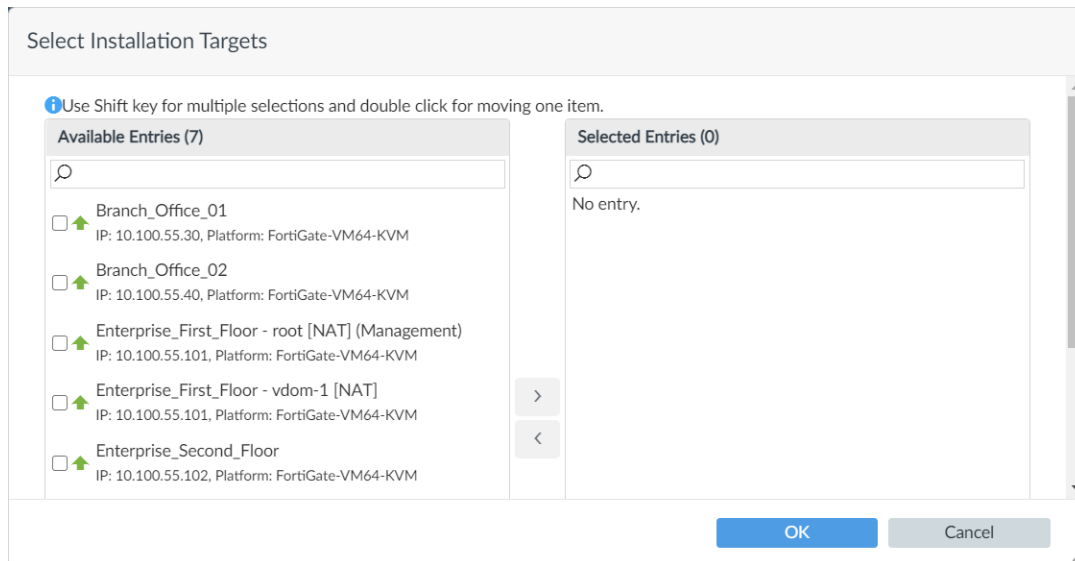 Select Installation Targets
Use Shift key for multiple selections and double click for moving one item.
Available Entries (7)
Branch_Office_01
IP: 10.100.55.30, Platform: FortiGate-VM64-KVM
Branch_Office_02
IP: 10.100.55.40, Platform: FortiGate-VM64-KVM
Enterprise_First_Floor - root [NAT] (Management)
IP: 10.100.55.101, Platform: FortiGate-VM64-KVM
Enterprise_First_Floor - vdom-1 [NAT]
IP: 10.100.55.101, Platform: FortiGate-VM64-KVM
Enterprise_Second_Floor
IP: 10.100.55.102, Platform: FortiGate-VM64-KVM
>
<
Selected Entries (0)
No entry.
OK
Cancel